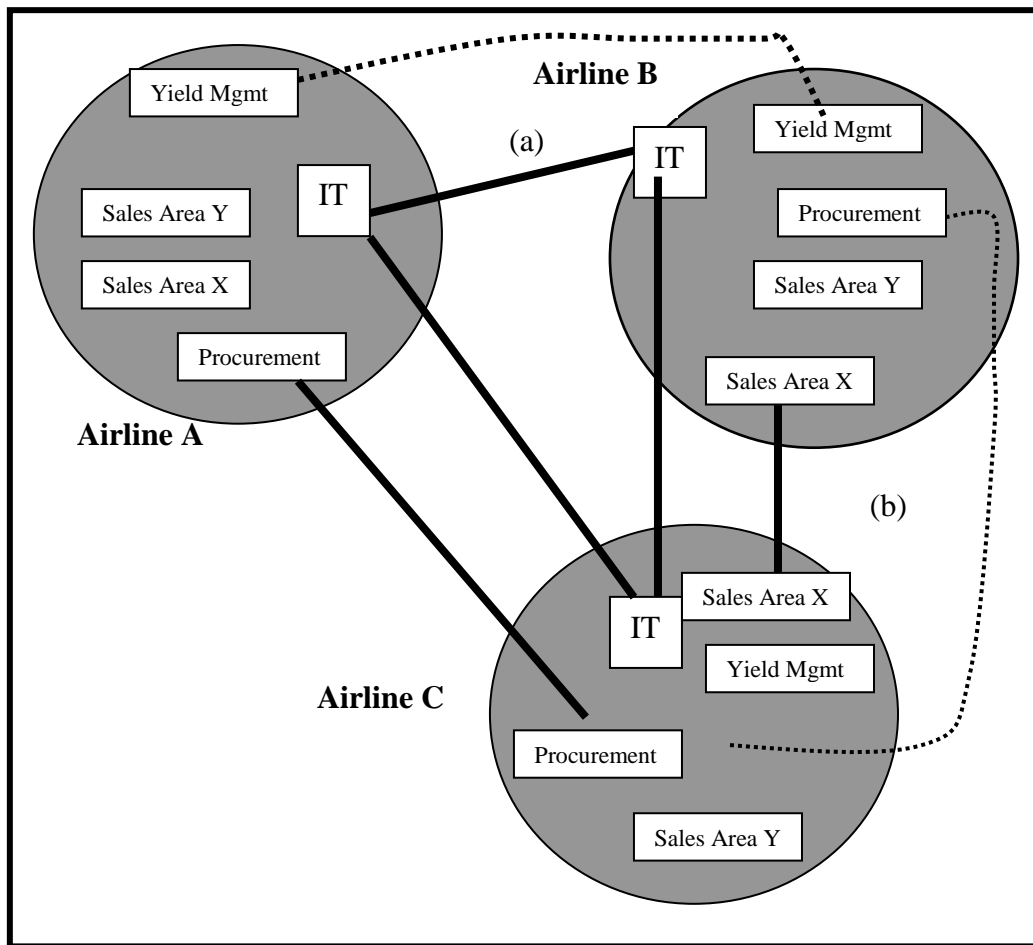 Airline B
Yield Mgmt
Yield Mgmt
(a)
IT
IT
Sales Area Y
Procurement
Sales Area X
Sales Area Y
Procurement
Sales Area X
Airline A
(b)
Sales Area X
IT
Yield Mgmt
Airline C
Procurement
Sales Area Y